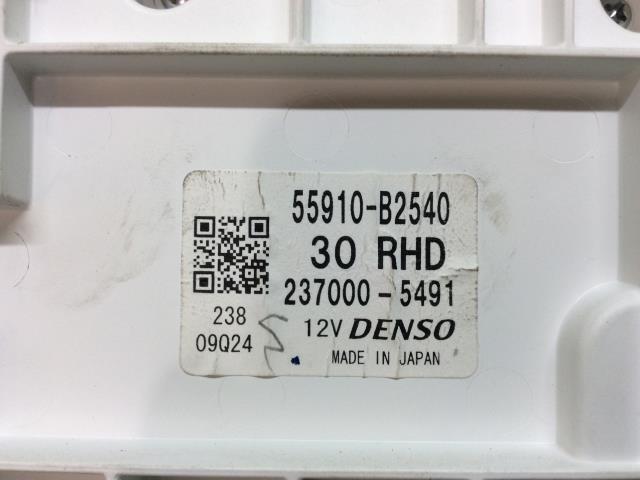 55910-B2540
30 RHD
237000-5491
238
12V DENSO
09Q24
MADE IN JAPAN